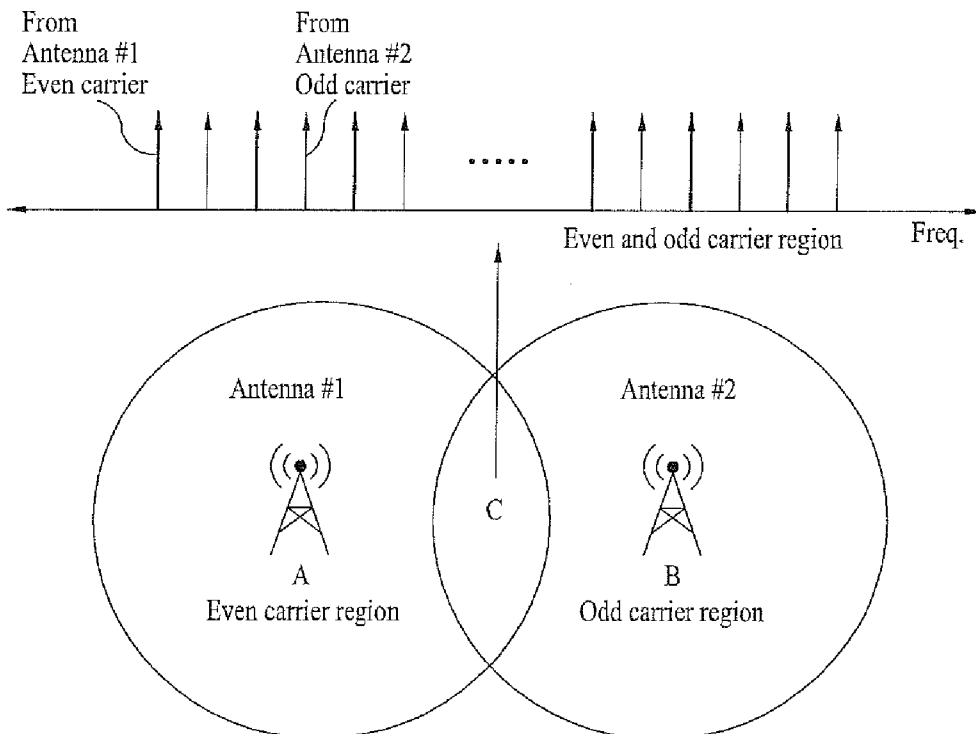 From
Antenna #1
Even carrier
From
Antenna #2
Odd carrier
Even and odd carrier region
Freq.
Antenna #1
Antenna #2
C
A
Even carrier region
B
Odd carrier region